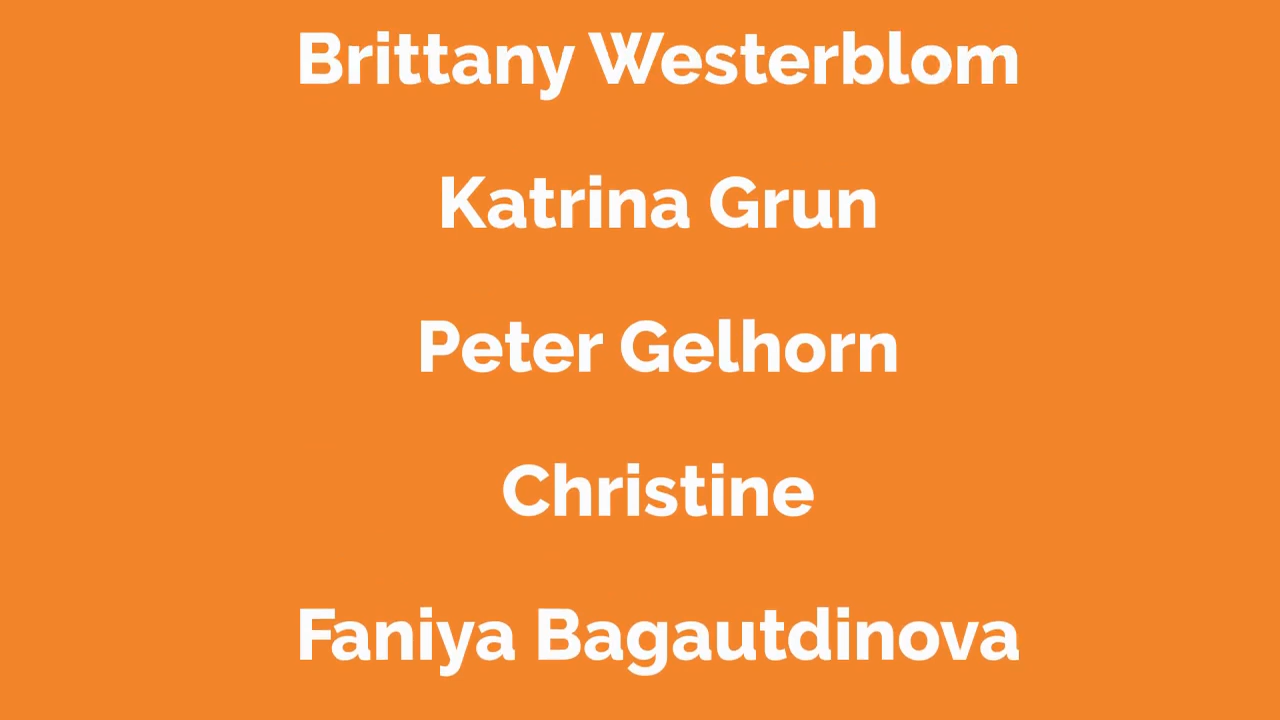 Brittany Westerblom
Katrina Grun
Peter Gelhorn
Christine
Faniya Bagautdinova